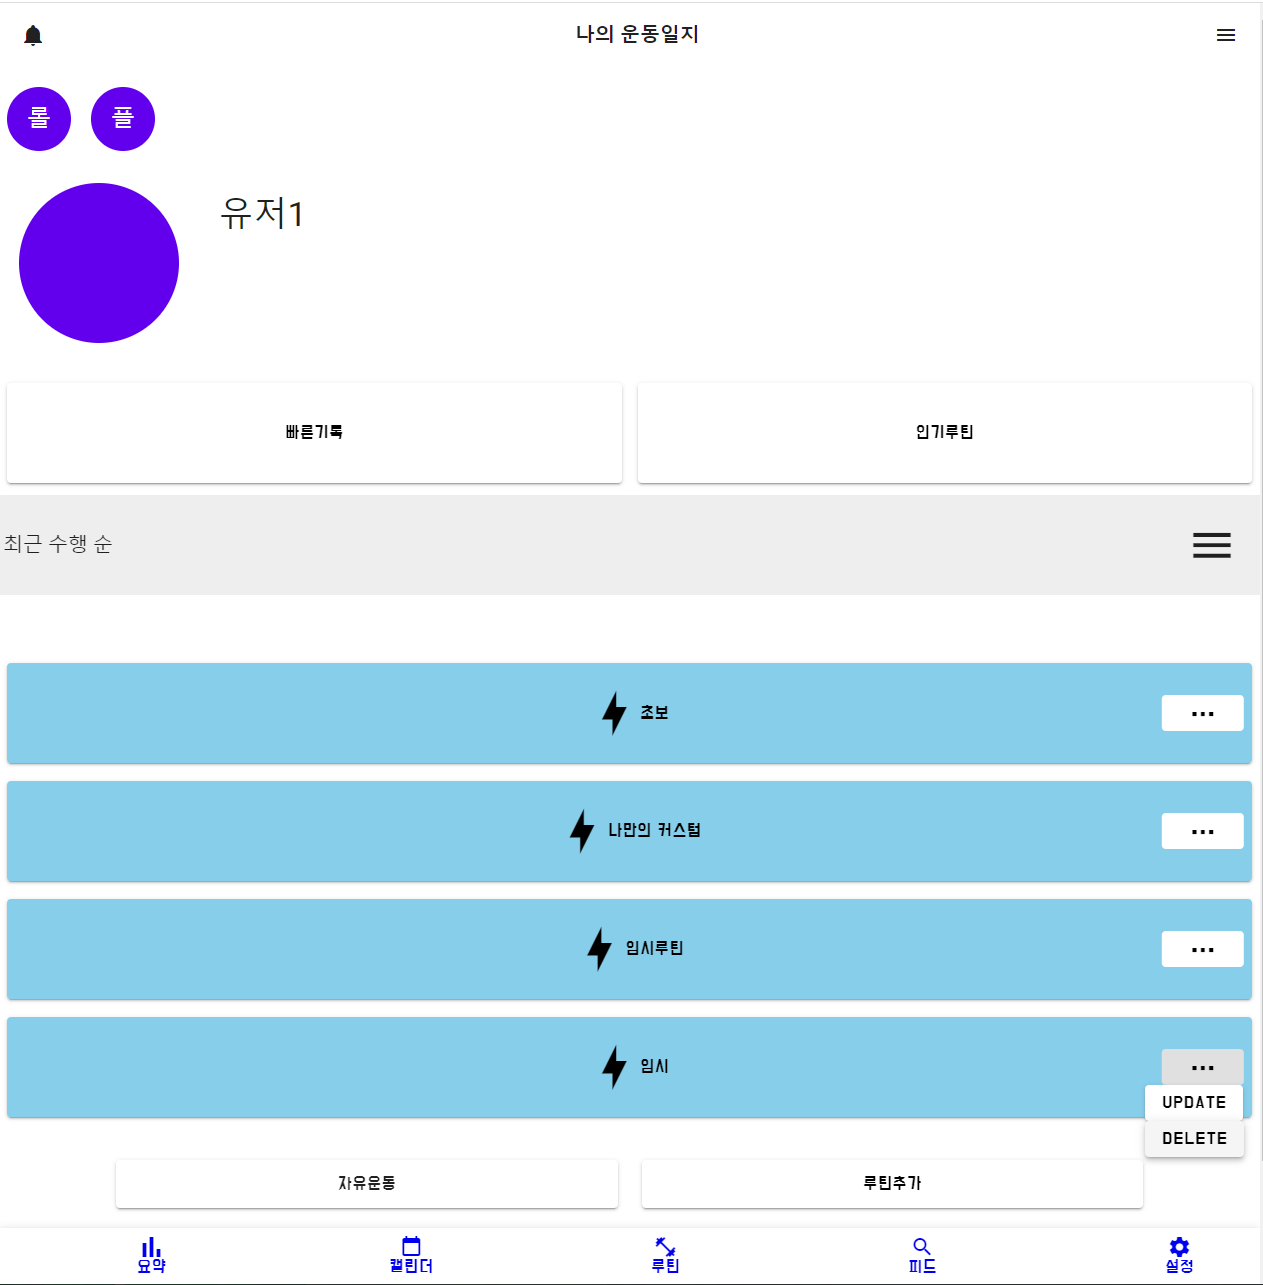 나의 운동일지
롤 플
유저1
빠른기록 인기루틴
최근 수행 순
초보 ...
나만의 커스텀 ...
임시루틴 ...
임시 ...
UPDATE
DELETE
자유운동 루틴추가
요약 캘린더 루틴 피드 설정